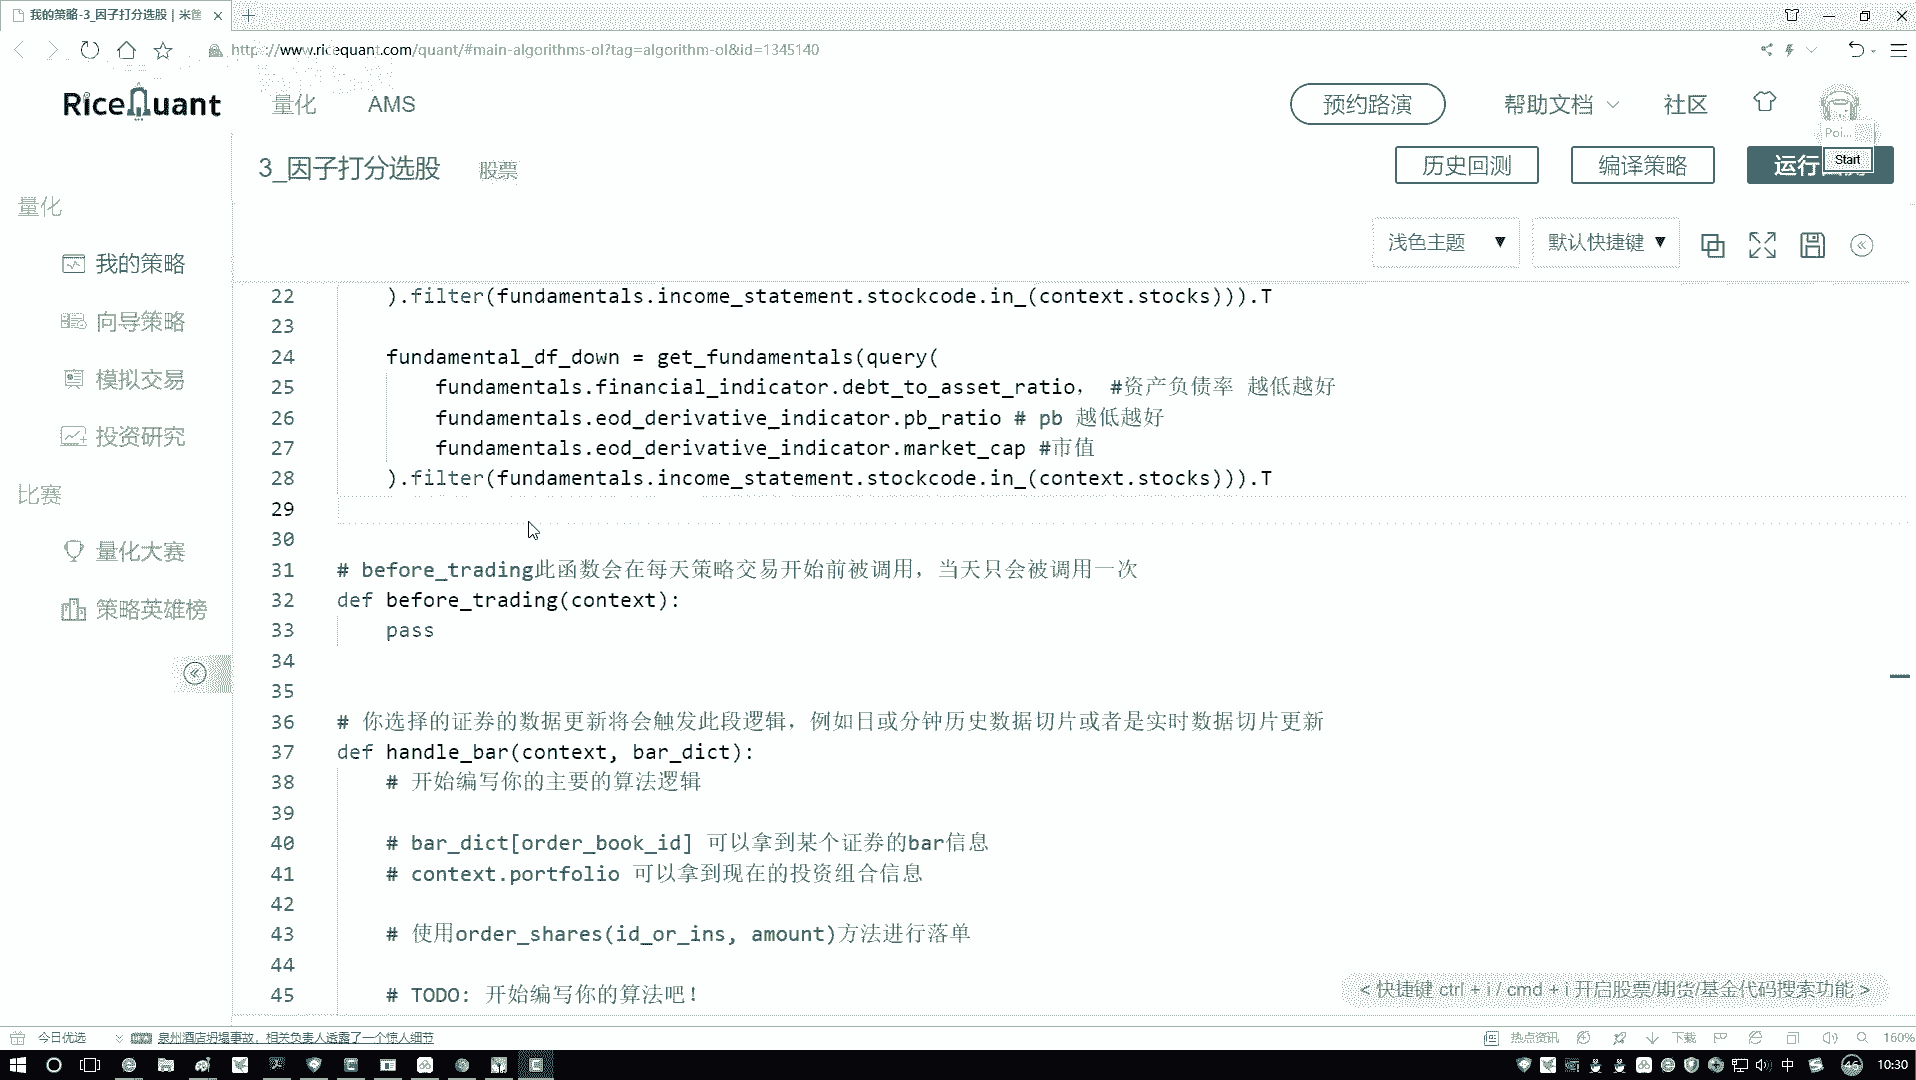 我的策略-3_因子打分选股 | 米筐
http://www.ricequant.com/quant/#main-algorithms-ol?tag=algorithm-ol&id=1345140
RiceQuant
量化
AMS
预约路演
帮助文档
社区
Poi...
Start
3_因子打分选股
股票
历史回测
编译策略
运行
浅色主题
默认快捷键
量化
我的策略
向导策略
模拟交易
投资研究
比赛
量化大赛
策略英雄榜
22 ).filter(fundamentals.income_statement.stockcode.in_(context.stocks))).T
23
24 fundamental_df_down = get_fundamentals(query(
25 fundamentals.financial_indicator.debt_to_asset_ratio， #资产负债率 越低越好
26 fundamentals.eod_derivative_indicator.pb_ratio # pb 越低越好
27 fundamentals.eod_derivative_indicator.market_cap #市值
28 ).filter(fundamentals.income_statement.stockcode.in_(context.stocks))).T
29
30
31 # before_trading此函数会在每天策略交易开始前被调用，当天只会被调用一次
32 def before_trading(context):
33 pass
34
35
36 # 你选择的证券的数据更新将会触发此段逻辑，例如日或分钟历史数据切片或者是实时数据切片更新
37 def handle_bar(context, bar_dict):
38 # 开始编写你的主要的算法逻辑
39
40 # bar_dict[order_book_id] 可以拿到某个证券的bar信息
41 # context.portfolio 可以拿到现在的投资组合信息
42
43 # 使用order_shares(id_or_ins, amount)方法进行落单
44
45 # TODO: 开始编写你的算法吧！
< 快捷键 ctrl + i / cmd + i 开启股票/期货/基金代码搜索功能 >
今日优选
泉州酒店坍塌事故，相关负责人透露了一个惊人细节
热点资讯
下载
160%
中
46
10:30